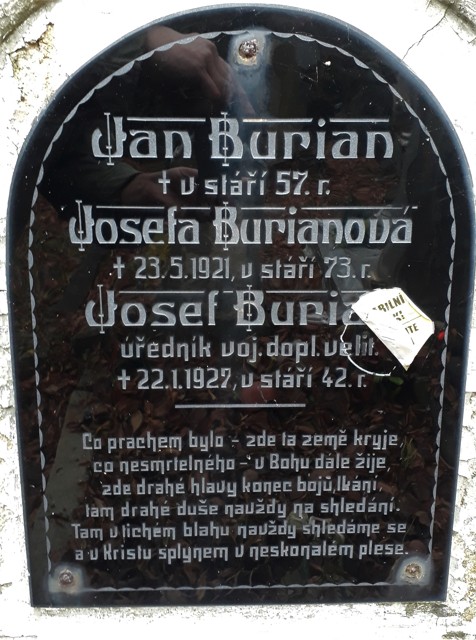 Jan Burian
† v stáří 57. r.
Josefa Burianová
† 23.5.1921, v stáří 73. r.
Josef Buria
úředník voj. dopl. velit.
† 22.1.1927, v stáří 42. r.
Co prachem bylo - zde ta země kryje,
co nesmrtelného - v Bohu dále žije,
zde drahé hlavy konec bojů, lkání,
tam drahé duše navždy na shledání.
Tam v tichém blahu navždy shledáme se
a v Kristu splynem v neskonalém plese.